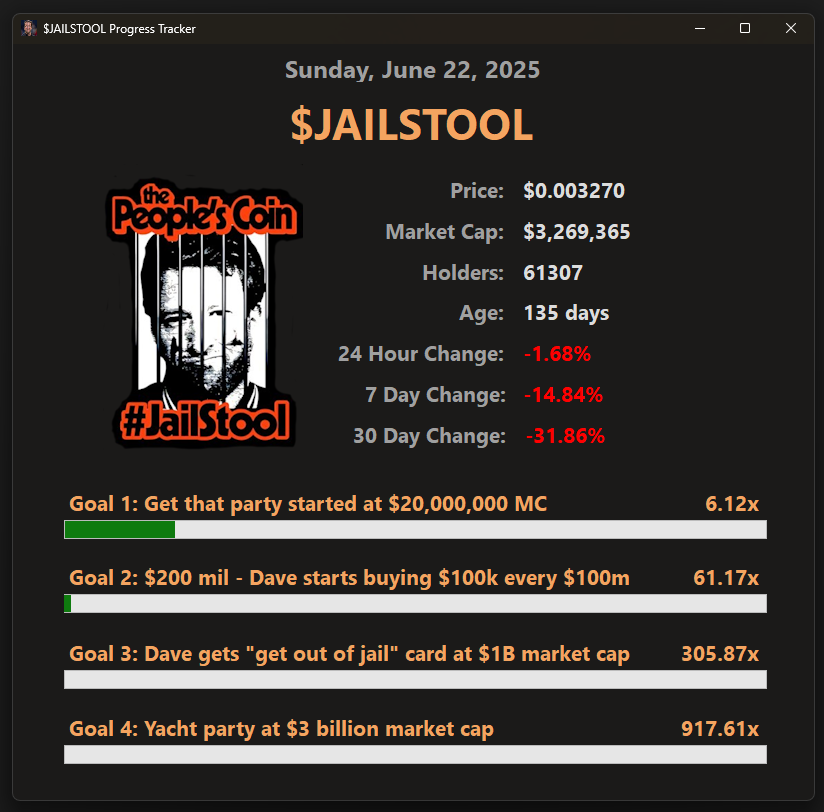 $JAILSTOOL Progress Tracker
Sunday, June 22, 2025
$JAILSTOOL
the
People's Coin
#JailStool
Price: $0.003270
Market Cap: $3,269,365
Holders: 61307
Age: 135 days
24 Hour Change: -1.68%
7 Day Change: -14.84%
30 Day Change: -31.86%
Goal 1: Get that party started at $20,000,000 MC 6.12x
Goal 2: $200 mil - Dave starts buying $100k every $100m 61.17x
Goal 3: Dave gets "get out of jail" card at $1B market cap 305.87x
Goal 4: Yacht party at $3 billion market cap 917.61x